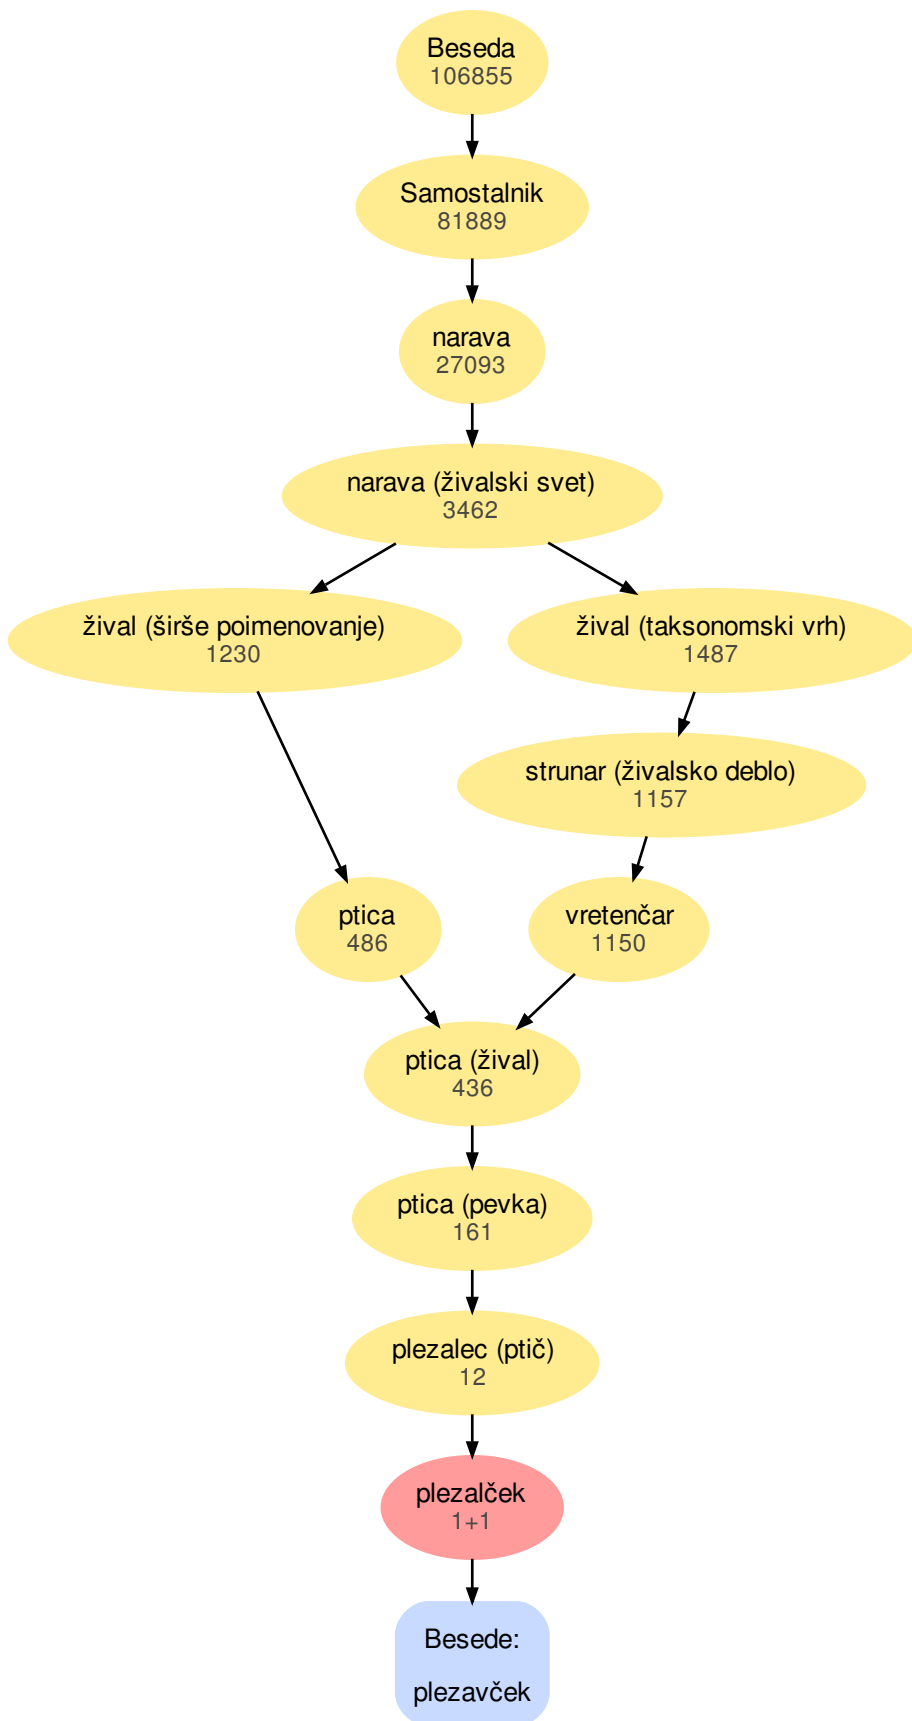 Beseda
106855
Samostalnik
81889
narava
27093
narava (živalski svet)
3462
žival (širše poimenovanje)
1230
žival (taksonomski vrh)
1487
strunar (živalsko deblo)
1157
ptica
486
vretenčar
1150
ptica (žival)
436
ptica (pevka)
161
plezalec (ptič)
12
plezalček
1+1
Besede:
plezavček